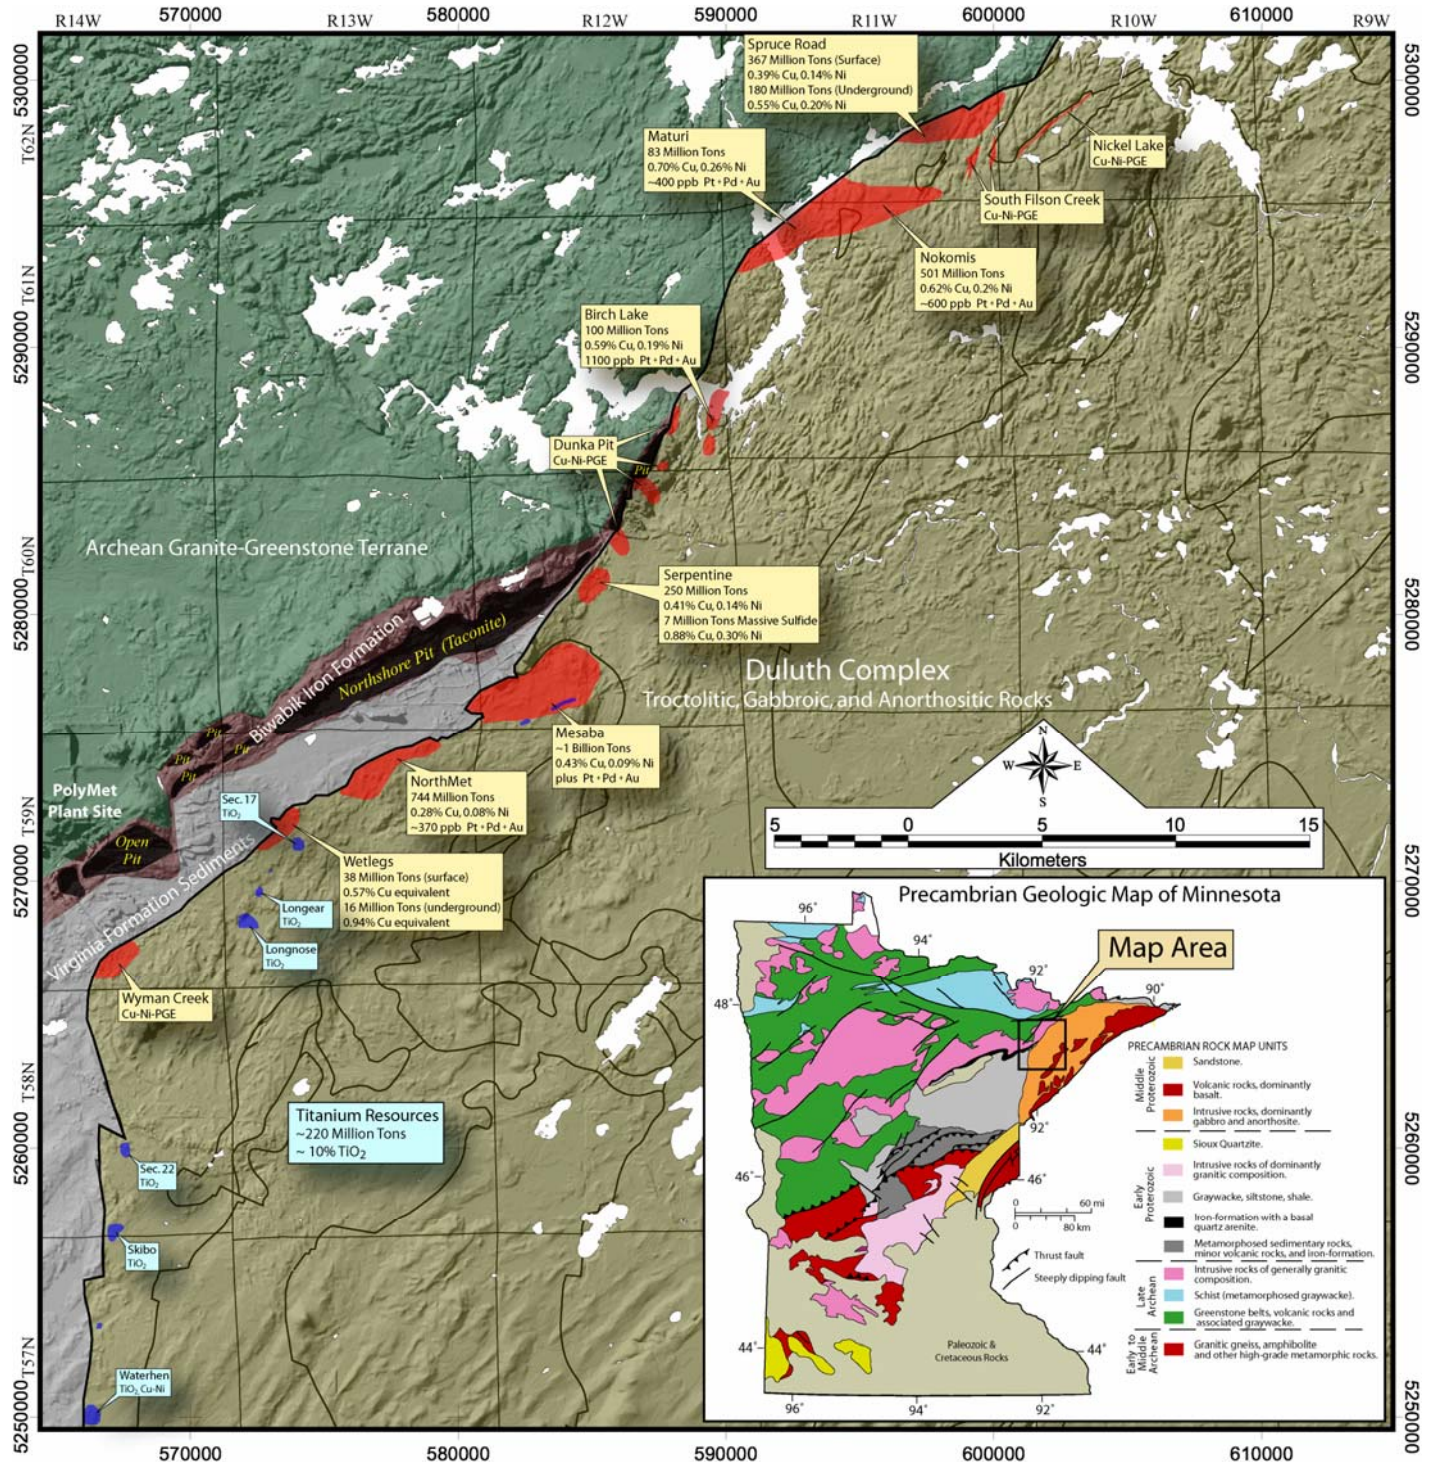 570000
580000
590000
600000
610000
R14W
R13W
R12W
R11W
R10W
R9W
5300000
5290000
5280000
5270000
5260000
5250000
T62N
T61N
T60N
T59N
T58N
T57N
5300000
5290000
5280000
5270000
5260000
5250000
Spruce Road
367 Million Tons (Surface)
0.39% Cu, 0.14% Ni
180 Million Tons (Underground)
0.55% Cu, 0.20% Ni
Maturi
83 Million Tons
0.70% Cu, 0.26% Ni
~400 ppb Pt+Pd+Au
Nickel Lake
Cu-Ni-PGE
South Filson Creek
Cu-Ni-PGE
Nokomis
501 Million Tons
0.62% Cu, 0.2% Ni
~600 ppb Pt+Pd+Au
Birch Lake
100 Million Tons
0.59% Cu, 0.19% Ni
1100 ppb Pt+Pd+Au
Dunka Pit
Cu-Ni-PGE
Pit
Archean Granite-Greenstone Terrane
Serpentine
250 Million Tons
0.41% Cu, 0.14% Ni
7 Million Tons Massive Sulfide
0.88% Cu, 0.30% Ni
Biwabik Iron Formation
Northshore Pit (Taconite)
Duluth Complex
Troctolitic, Gabbroic, and Anorthositic Rocks
Mesaba
~1 Billion Tons
0.43% Cu, 0.09% Ni
plus Pt+Pd+Au
Pit
Pit
Pit
Pit
NorthMet
744 Million Tons
0.28% Cu, 0.08% Ni
~370 ppb Pt+Pd+Au
PolyMet
Plant Site
Open
Pit
Sec. 17
TiO2
Wetlegs
38 Million Tons (surface)
0.57% Cu equivalent
16 Million Tons (underground)
0.94% Cu equivalent
Virginia Formation Sediments
Longear
TiO2
Longnose
TiO2
Wyman Creek
Cu-Ni-PGE
Titanium Resources
~220 Million Tons
~ 10% TiO2
Sec. 22
TiO2
Skibo
TiO2
Waterhen
TiO2, Cu-Ni
N
W E
S
5 0 5 10 15
Kilometers
Precambrian Geologic Map of Minnesota
Map Area
96°
94°
92°
90°
48°
92°
46°
46°
44°
44°
96°
94°
92°
0 60 mi
0 80 km
Thrust fault
Steeply dipping fault
Paleozoic &
Cretaceous Rocks
PRECAMBRIAN ROCK MAP UNITS
Middle
Proterozoic
Sandstone.
Volcanic rocks, dominantly
basalt.
Intrusive rocks, dominantly
gabbro and anorthosite.
Early
Proterozoic
Sioux Quartzite.
Intrusive rocks of dominantly
granitic composition.
Graywacke, siltstone, shale.
Iron-formation with a basal
quartz arenite.
Metamorphosed sedimentary rocks,
minor volcanic rocks, and iron-formation.
Late
Archean
Intrusive rocks of generally granitic
composition.
Schist (metamorphosed graywacke).
Greenstone belts, volcanic rocks and
associated graywacke.
Early to
Middle
Archean
Granitic gneiss, amphibolite
and other high-grade metamorphic rocks.
570000
580000
590000
600000
610000